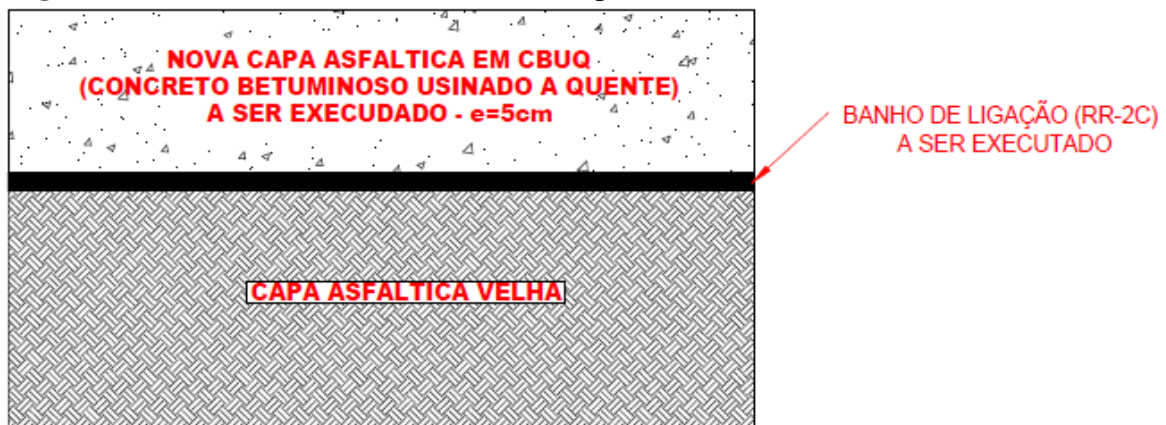 NOVA CAPA ASFALTICA EM CBUQ
(CONCRETO BETUMINOSO USINADO A QUENTE)
A SER EXECUDADO - e=5cm
BANHO DE LIGAÇÃO (RR-2C)
A SER EXECUTADO
CAPA ASFALTICA VELHA